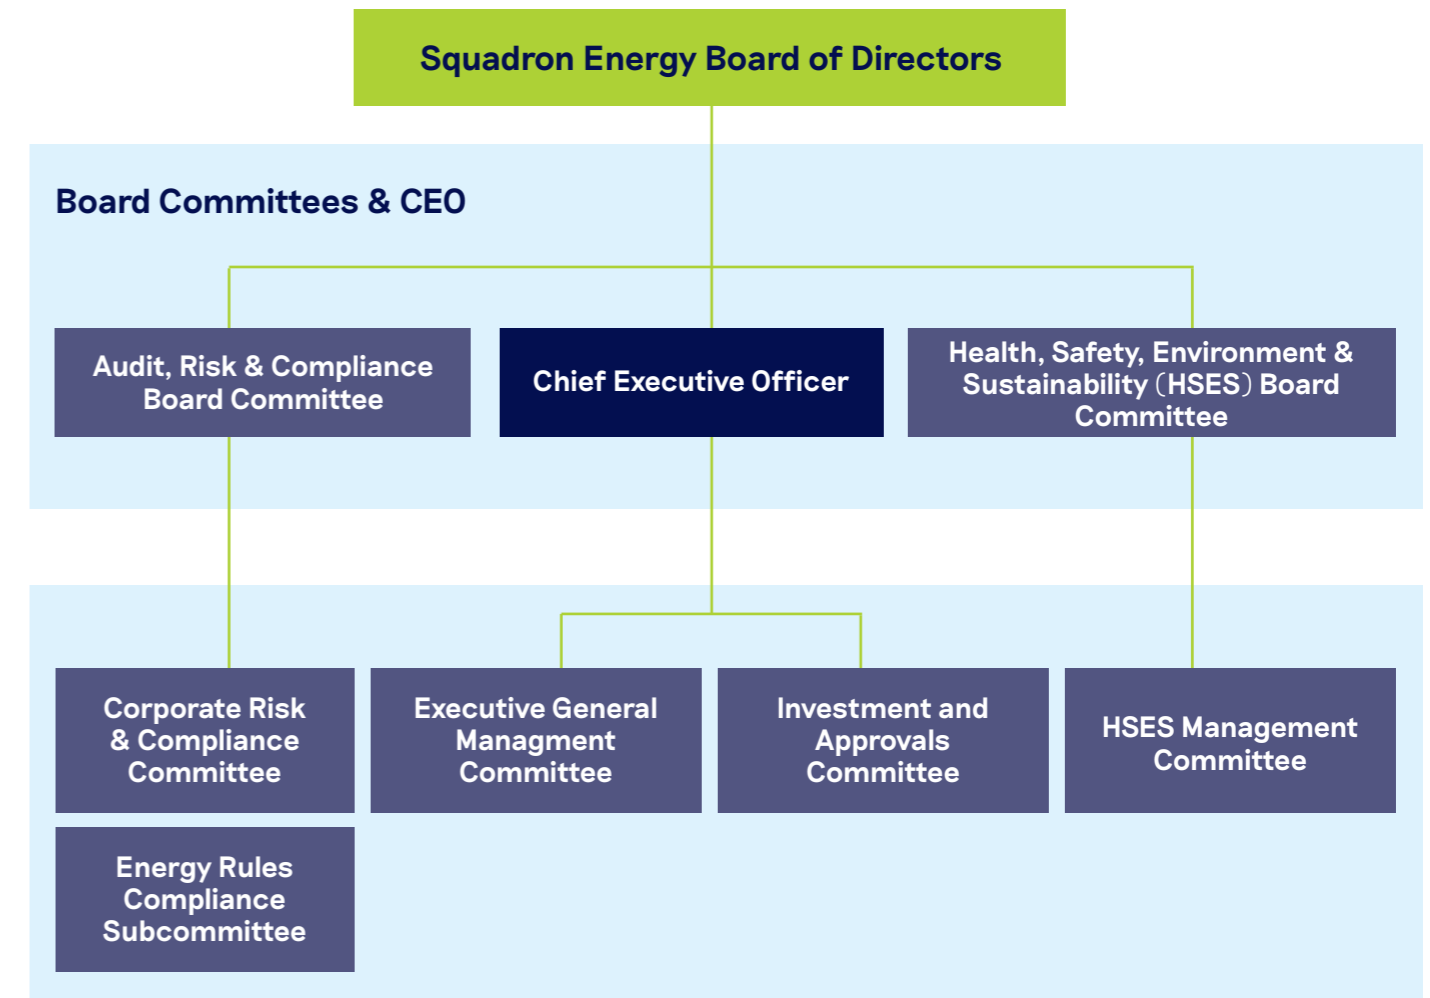 Squadron Energy Board of Directors
Board Committees & CEO
Audit, Risk & Compliance
Board Committee
Chief Executive Officer
Health, Safety, Environment &
Sustainability (HSES) Board
Committee
Corporate Risk
& Compliance
Committee
Executive General
Managment
Committee
Investment and
Approvals
Committee
HSES Management
Committee
Energy Rules
Compliance
Subcommittee